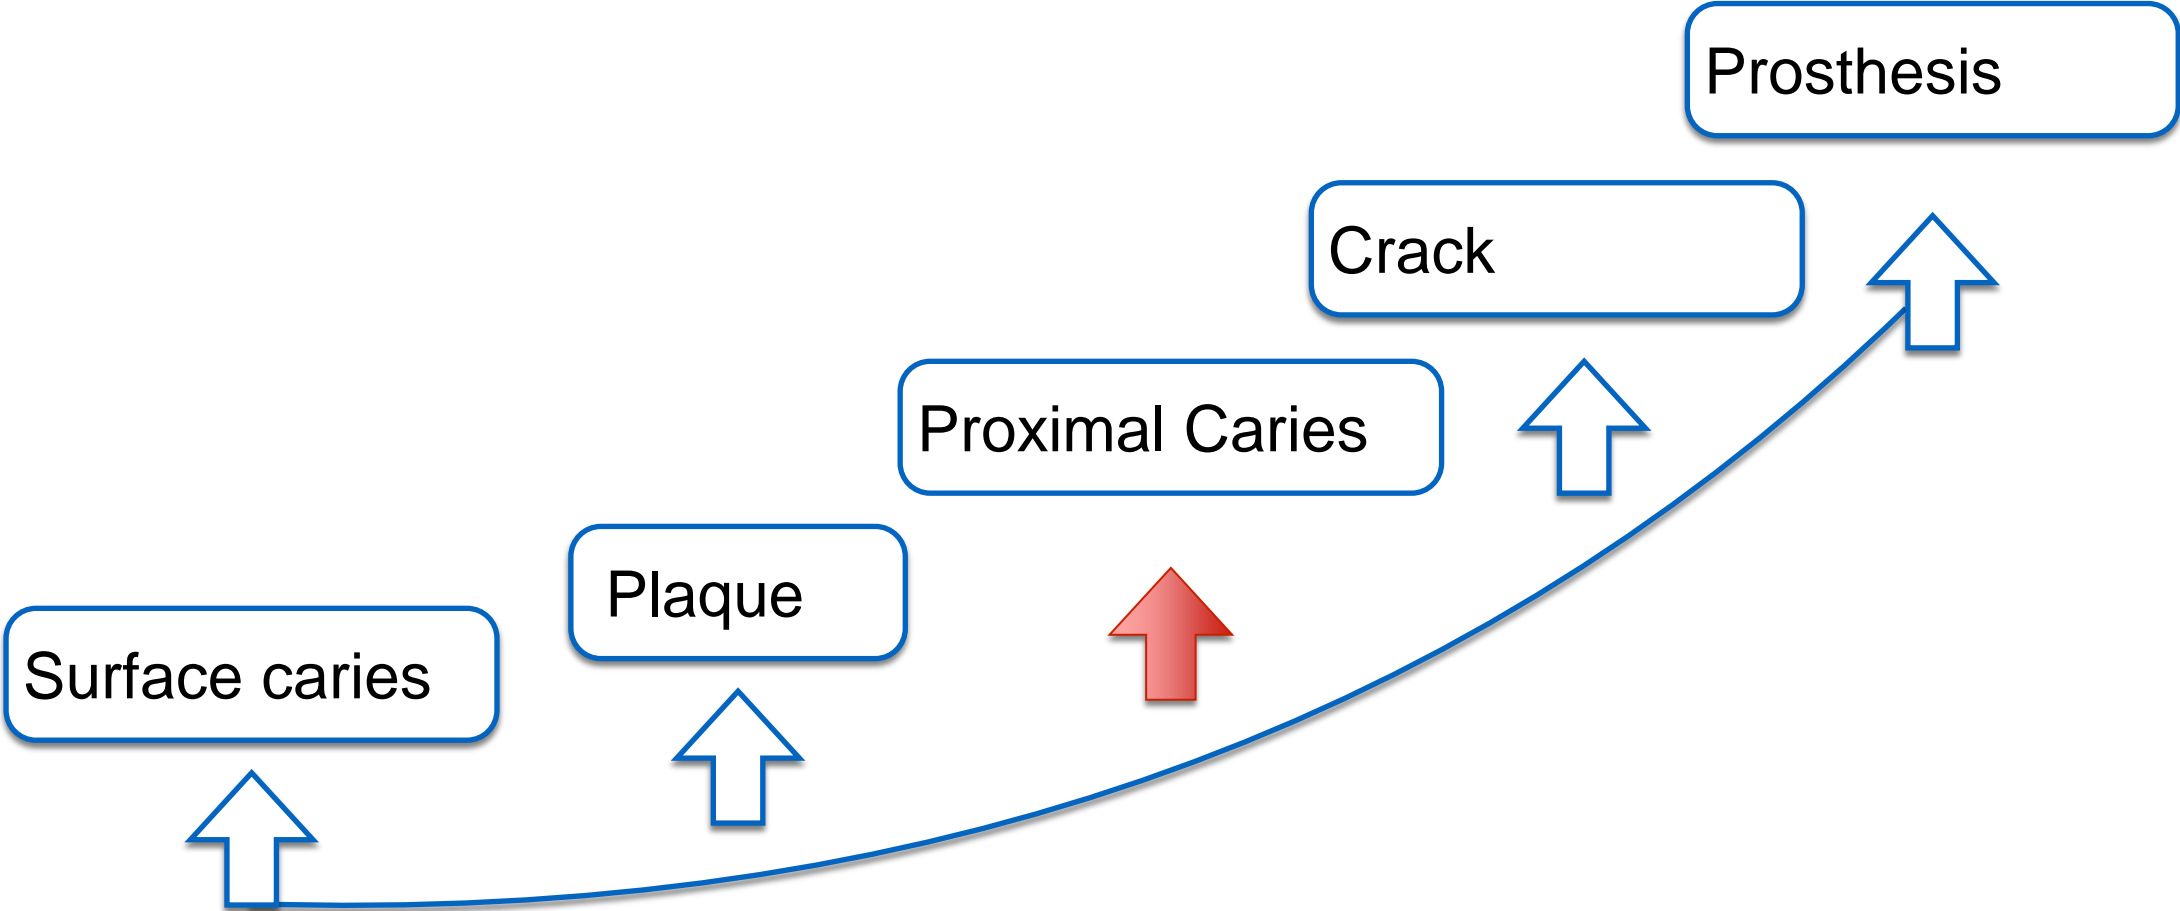 Prosthesis
Crack
Proximal Caries
Plaque
Surface caries